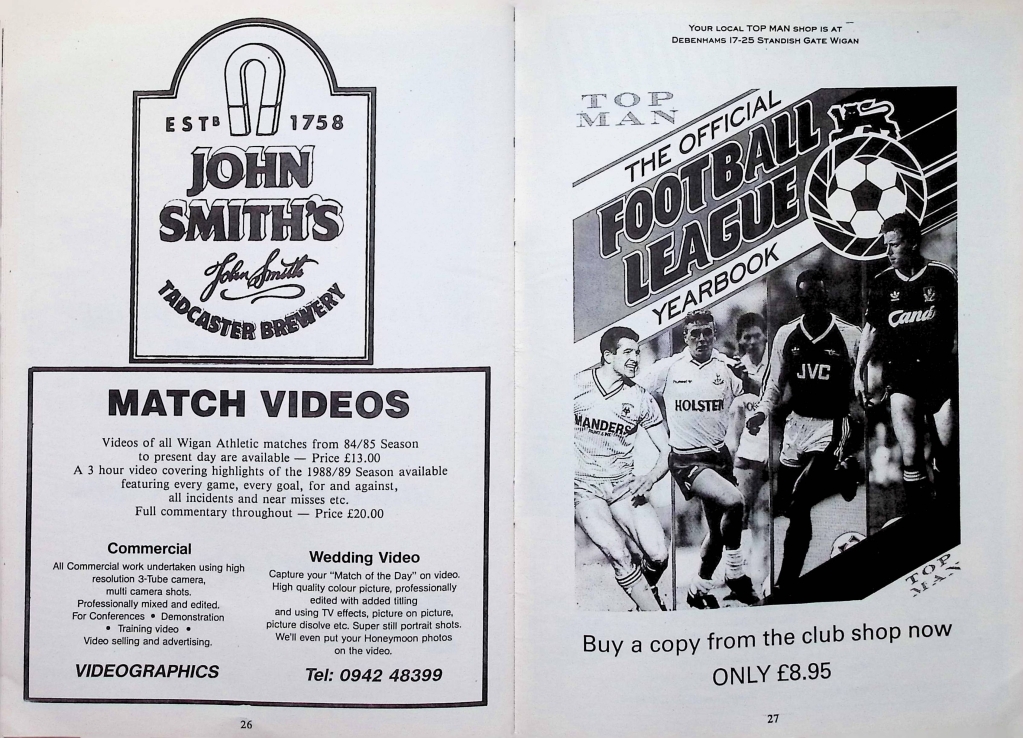 ESTB 1758
JOHN
SMITH'S
John Smith
TADCASTER BREWERY
MATCH VIDEOS
Videos of all Wigan Athletic matches from 84/85 Season
to present day are available — Price £13.00
A 3 hour video covering highlights of the 1988/89 Season available
featuring every game, every goal, for and against,
all incidents and near misses etc.
Full commentary throughout — Price £20.00
Commercial
All Commercial work undertaken using high
resolution 3-Tube camera,
multi camera shots.
Professionally mixed and edited.
For Conferences • Demonstration
• Training video •
Video selling and advertising.
VIDEOGRAPHICS
Wedding Video
Capture your "Match of the Day" on video.
High quality colour picture, professionally
edited with added titling
and using TV effects, picture on picture,
picture disolve etc. Super still portrait shots.
We'll even put your Honeymoon photos
on the video.
Tel: 0942 48399
26
YOUR LOCAL TOP MAN SHOP IS AT
DEBENHAMS 17-25 STANDISH GATE WIGAN
TOP
MAN
THE OFFICIAL
FOOTBALL
LEAGUE
YEARBOOK
MANDERS
hummel
HOLSTEN
JVC
Cand
TOP
MAN
Buy a copy from the club shop now
ONLY £8.95
27